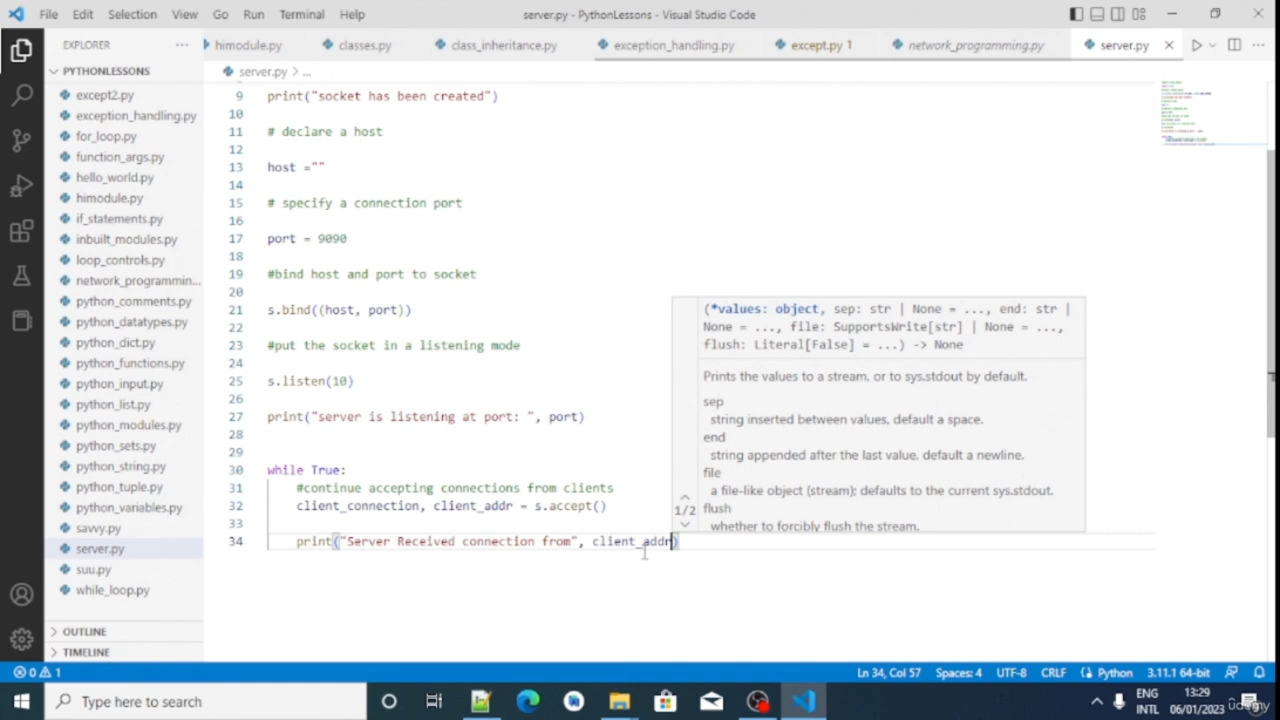 File Edit Selection View Go Run Terminal Help
server.py - PythonLessons - Visual Studio Code
EXPLORER
himodule.py classes.py class_inheritance.py exception_handling.py except.py 1 network_programming.py server.py
PYTHONLESSONS
except2.py
exception_handling.py
for_loop.py
function_args.py
hello_world.py
himodule.py
if_statements.py
inbuilt_modules.py
loop_controls.py
network_programmin...
python_comments.py
python_datatypes.py
python_dict.py
python_functions.py
python_input.py
python_list.py
python_modules.py
python_sets.py
python_string.py
python_tuple.py
python_variables.py
savvy.py
server.py
suu.py
while_loop.py
OUTLINE
TIMELINE
server.py > ...
9 print("socket has been created")
10
11 # declare a host
12
13 host =""
14
15 # specify a connection port
16
17 port = 9090
18
19 #bind host and port to socket
20
21 s.bind((host, port))
22
23 #put the socket in a listening mode
24
25 s.listen(10)
26
27 print("server is listening at port: ", port)
28
29
30 while True:
31 #continue accepting connections from clients
32 client_connection, client_addr = s.accept()
33
34 print("Server Received connection from", client_addr)
(*values: object, sep: str | None = ..., end: str |
None = ..., file: SupportsWrite[str] | None = ...,
flush: Literal[False] = ...) -> None
Prints the values to a stream, or to sys.stdout by default.
sep
string inserted between values, default a space.
end
string appended after the last value, default a newline.
file
a file-like object (stream); defaults to the current sys.stdout.
flush
whether to forcibly flush the stream.
1/2
0 1
Ln 34, Col 57 Spaces: 4 UTF-8 CRLF Python 3.11.1 64-bit
Type here to search
ENG
INTL
13:29
06/01/2023
udemy